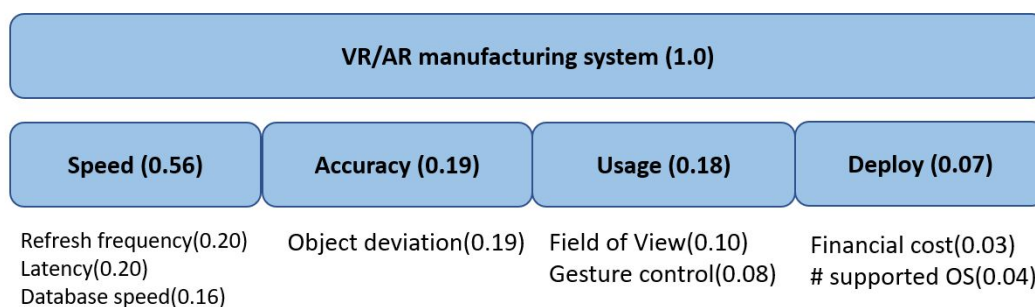 VR/AR manufacturing system (1.0)
Speed (0.56)
Accuracy (0.19)
Usage (0.18)
Deploy (0.07)
Refresh frequency(0.20)
Latency(0.20)
Database speed(0.16)
Object deviation(0.19)
Field of View(0.10)
Gesture control(0.08)
Financial cost(0.03)
# supported OS(0.04)